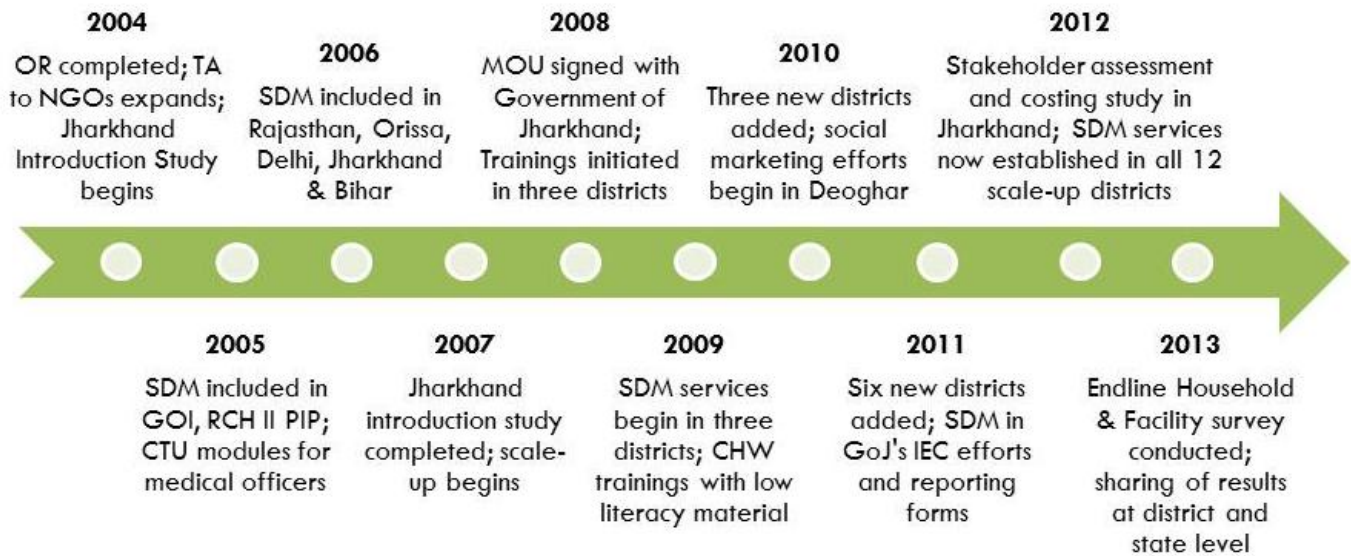 2004
OR completed; TA
to NGOs expands;
Jharkhand
Introduction Study
begins
2006
SDM included in
Rajasthan, Orissa,
Delhi, Jharkhand
& Bihar
2008
MOU signed with
Government of
Jharkhand;
Trainings initiated
in three districts
2010
Three new districts
added; social
marketing efforts
begin in Deoghar
2012
Stakeholder assessment
and costing study in
Jharkhand; SDM services
now established in all 12
scale-up districts
2005
SDM included in
GOI, RCH II PIP;
CTU modules for
medical officers
2007
Jharkhand
introduction study
completed; scale-
up begins
2009
SDM services
begin in three
districts; CHW
trainings with low
literacy material
2011
Six new districts
added; SDM in
GoJ's IEC efforts
and reporting
forms
2013
Endline Household
& Facility survey
conducted;
sharing of results
at district and
state level